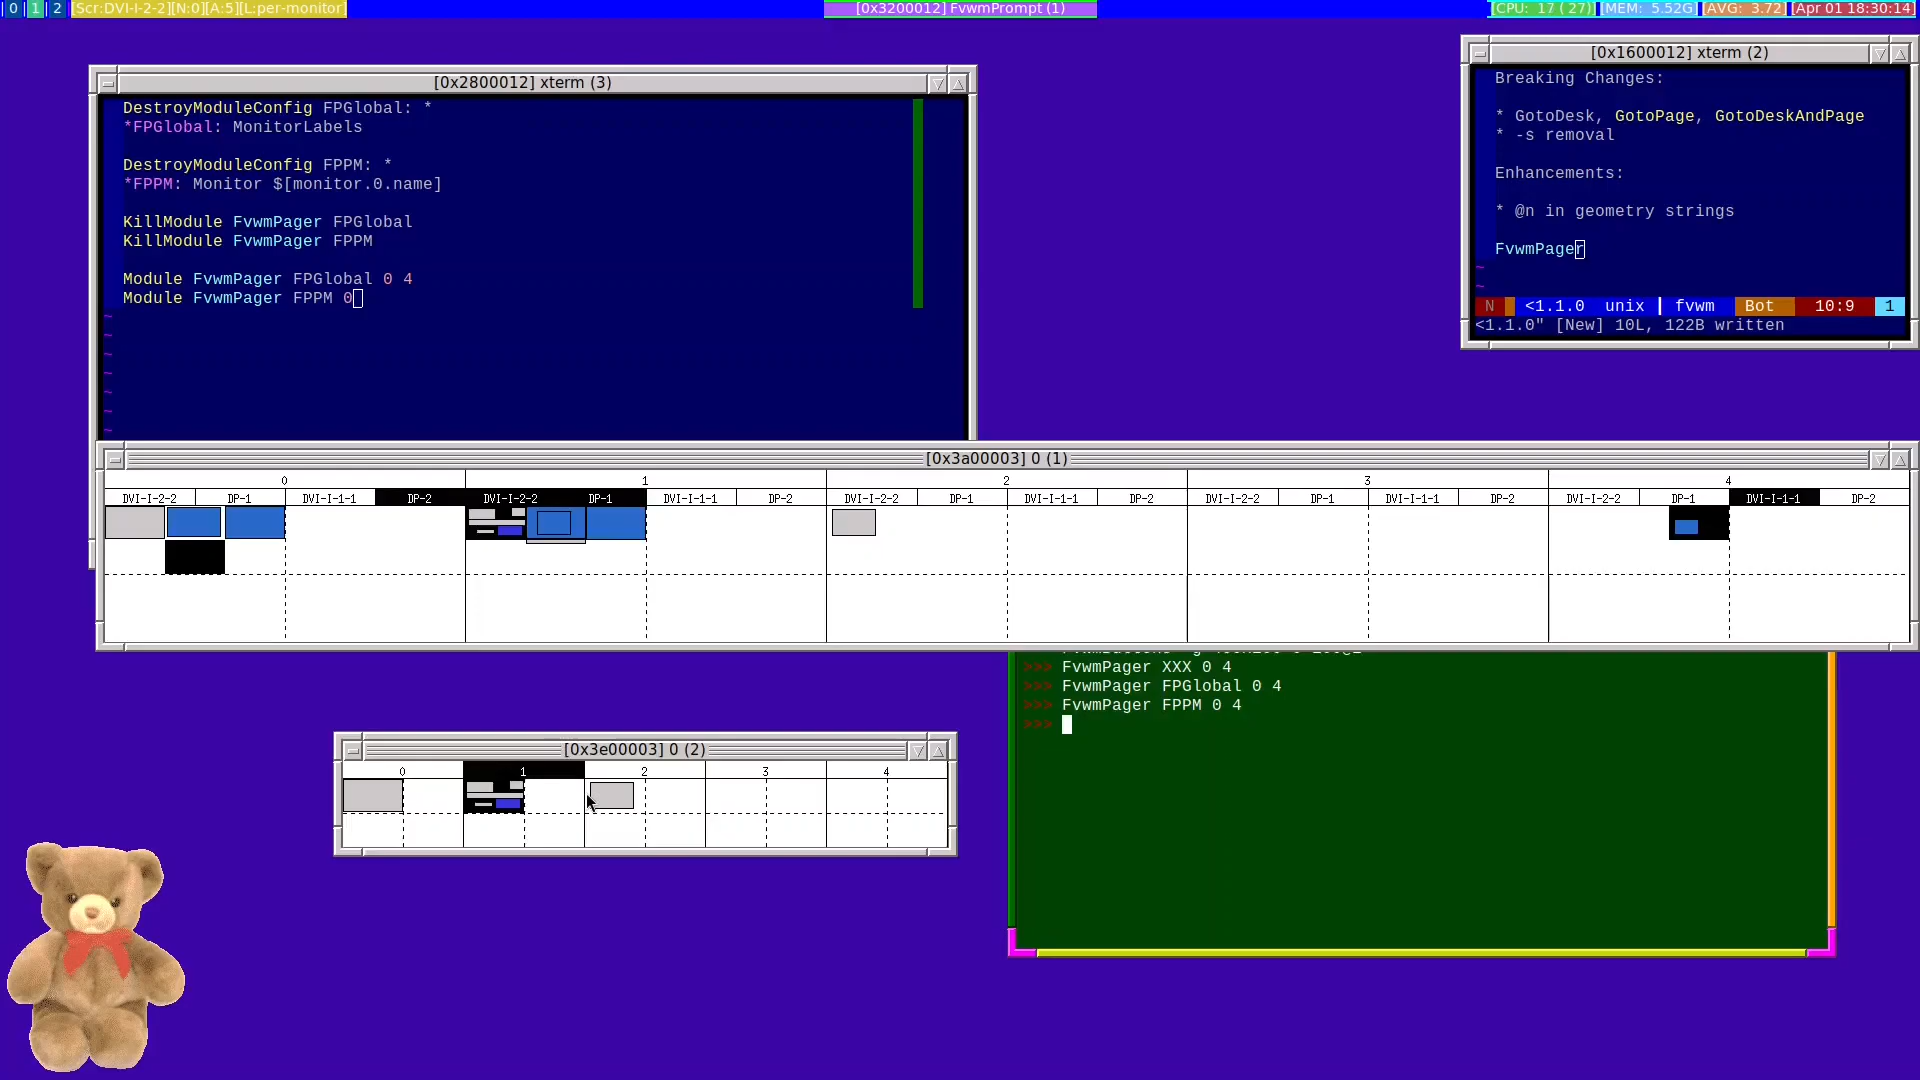 0 1 2 [Scr:DVI-I-2-2][N:0][A:5][L:per-monitor]
[0x3200012] FvwmPrompt (1)
[CPU: 17 ( 27)] [MEM: 5.52G] [AVG: 3.72] [Apr 01 18:30:14]
[0x2800012] xterm (3)
DestroyModuleConfig FPGlobal: *
*FPGlobal: MonitorLabels
DestroyModuleConfig FPPM: *
*FPPM: Monitor $[monitor.0.name]
KillModule FvwmPager FPGlobal
KillModule FvwmPager FPPM
Module FvwmPager FPGlobal 0 4
Module FvwmPager FPPM 0
~
~
~
~
~
~
~
[0x1600012] xterm (2)
Breaking Changes:
* GotoDesk, GotoPage, GotoDeskAndPage
* -s removal
Enhancements:
* @n in geometry strings
FvwmPager
~
~
N <1.1.0 unix | fvwm Bot 10:9 1
<1.1.0" [New] 10L, 122B written
[0x3a00003] 0 (1)
0 1 2 3 4
DVI-I-2-2 DP-1 DVI-I-1-1 DP-2 DVI-I-2-2 DP-1 DVI-I-1-1 DP-2 DVI-I-2-2 DP-1 DVI-I-1-1 DP-2 DVI-I-2-2 DP-1 DVI-I-1-1 DP-2 DVI-I-2-2 DP-1 DVI-I-1-1 DP-2
>>> FvwmPager XXX 0 4
>>> FvwmPager FPGlobal 0 4
>>> FvwmPager FPPM 0 4
>>>
[0x3e00003] 0 (2)
0 1 2 3 4